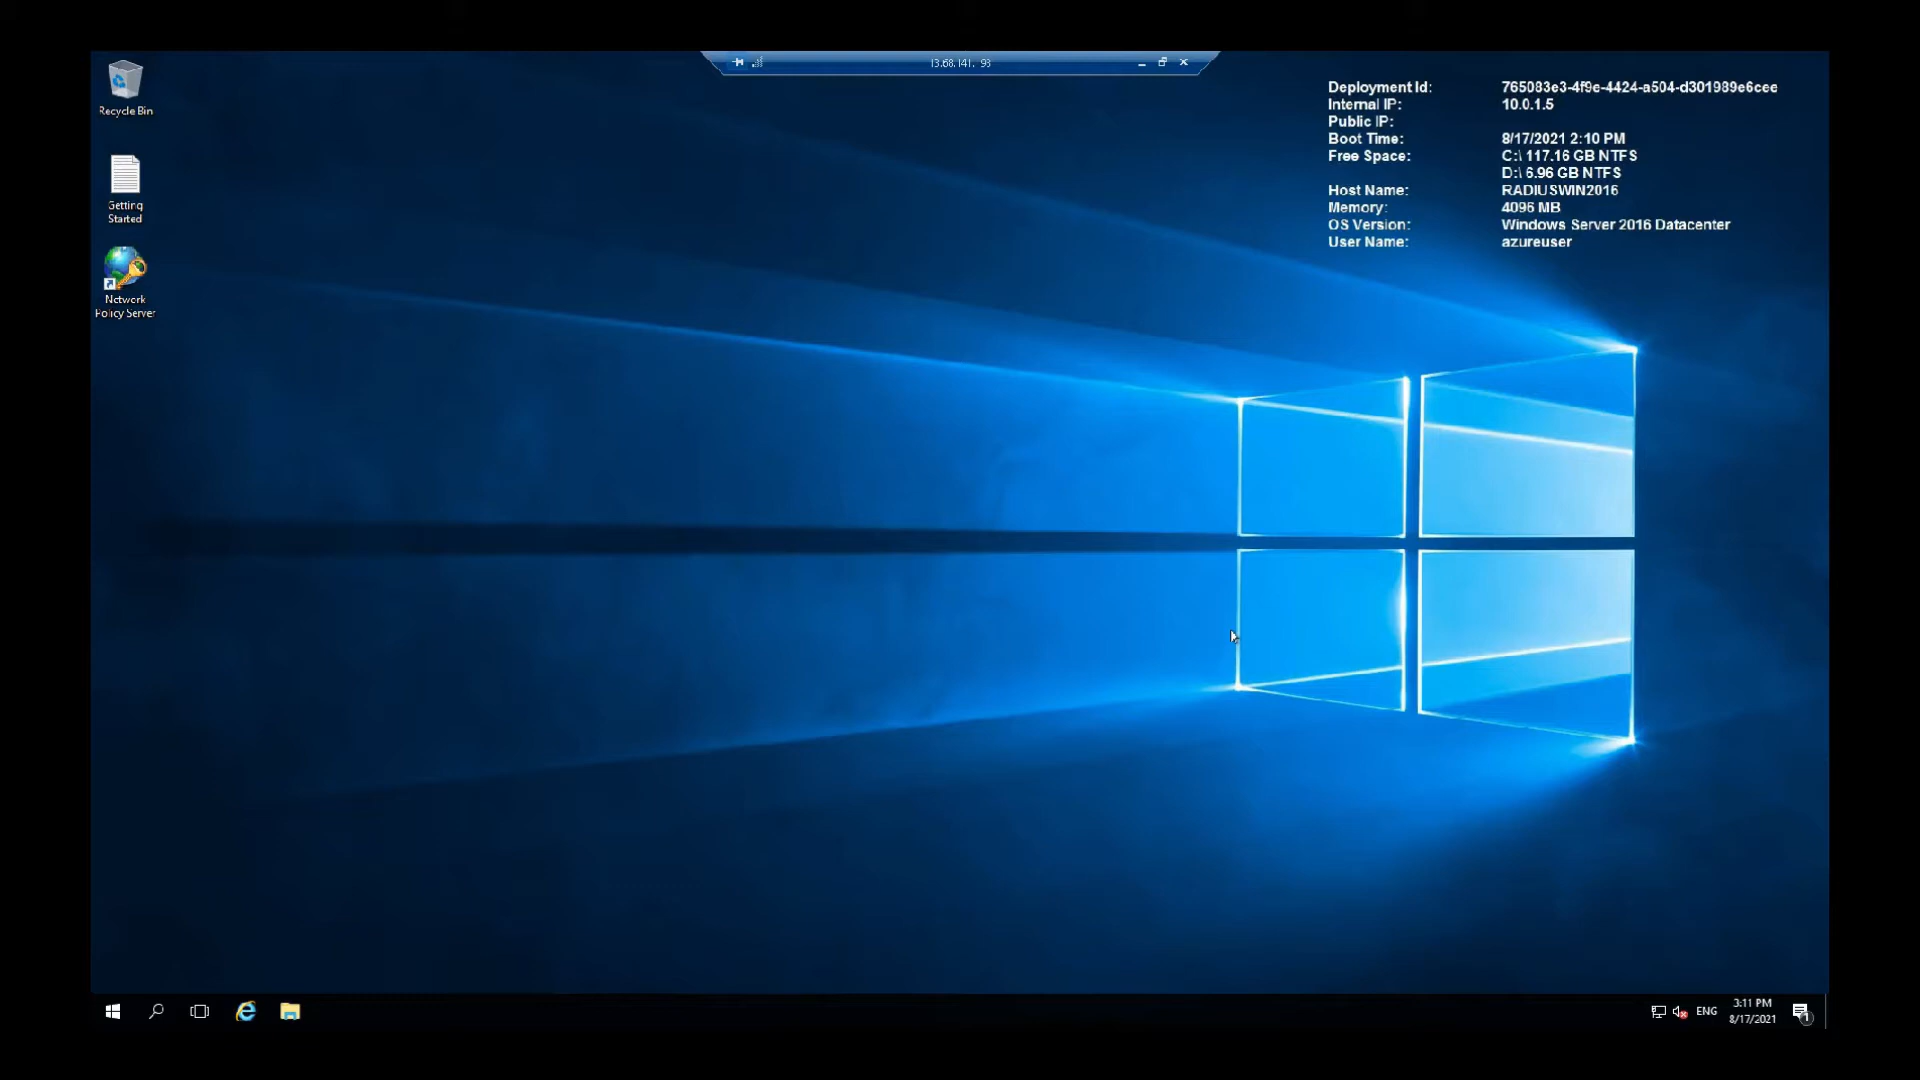 13.68.141. 93
Recycle Bin
Getting
Started
Network
Policy Server
Deployment Id: 765083e3-4f9e-4424-a504-d301989e6cee
Internal IP: 10.0.1.5
Public IP:
Boot Time: 8/17/2021 2:10 PM
Free Space: C:\ 117.16 GB NTFS
D:\ 6.96 GB NTFS
Host Name: RADIUSWIN2016
Memory: 4096 MB
OS Version: Windows Server 2016 Datacenter
User Name: azureuser
ENG
3:11 PM
8/17/2021
1